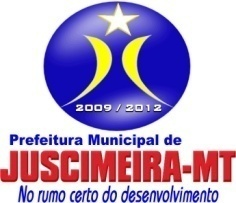 2009 / 2012
Prefeitura Municipal de
JUSCIMEIRA-MT
No rumo certo do desenvolvimento